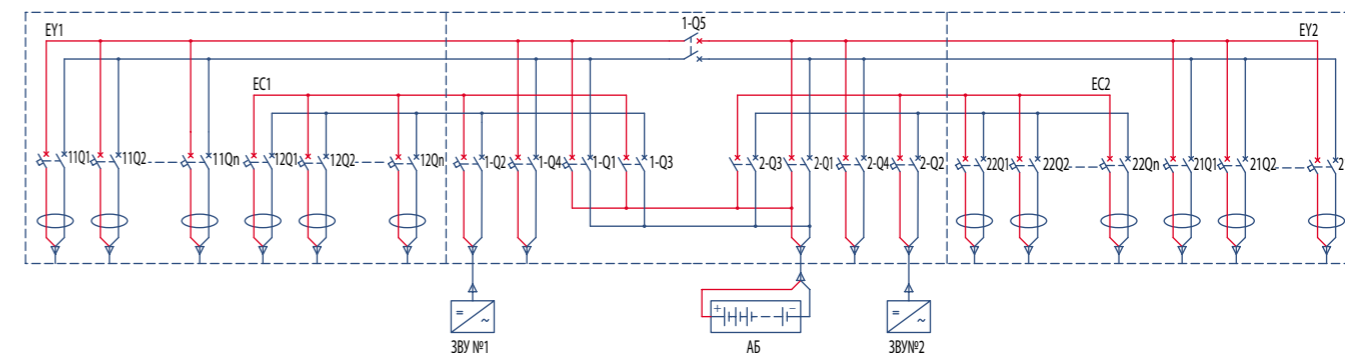 1-Q5
EY1
EY2
EC1
EC2
11Q1 11Q2 11Qn 12Q1 12Q2 12Qn 1-Q2 1-Q4 1-Q1 1-Q3 2-Q3 2-Q1 2-Q4 2-Q2 22Q1 22Q2 22Qn 21Q1 21Q2
= ~
+ -
= ~
ЗВУ №1 АБ ЗВУ№2